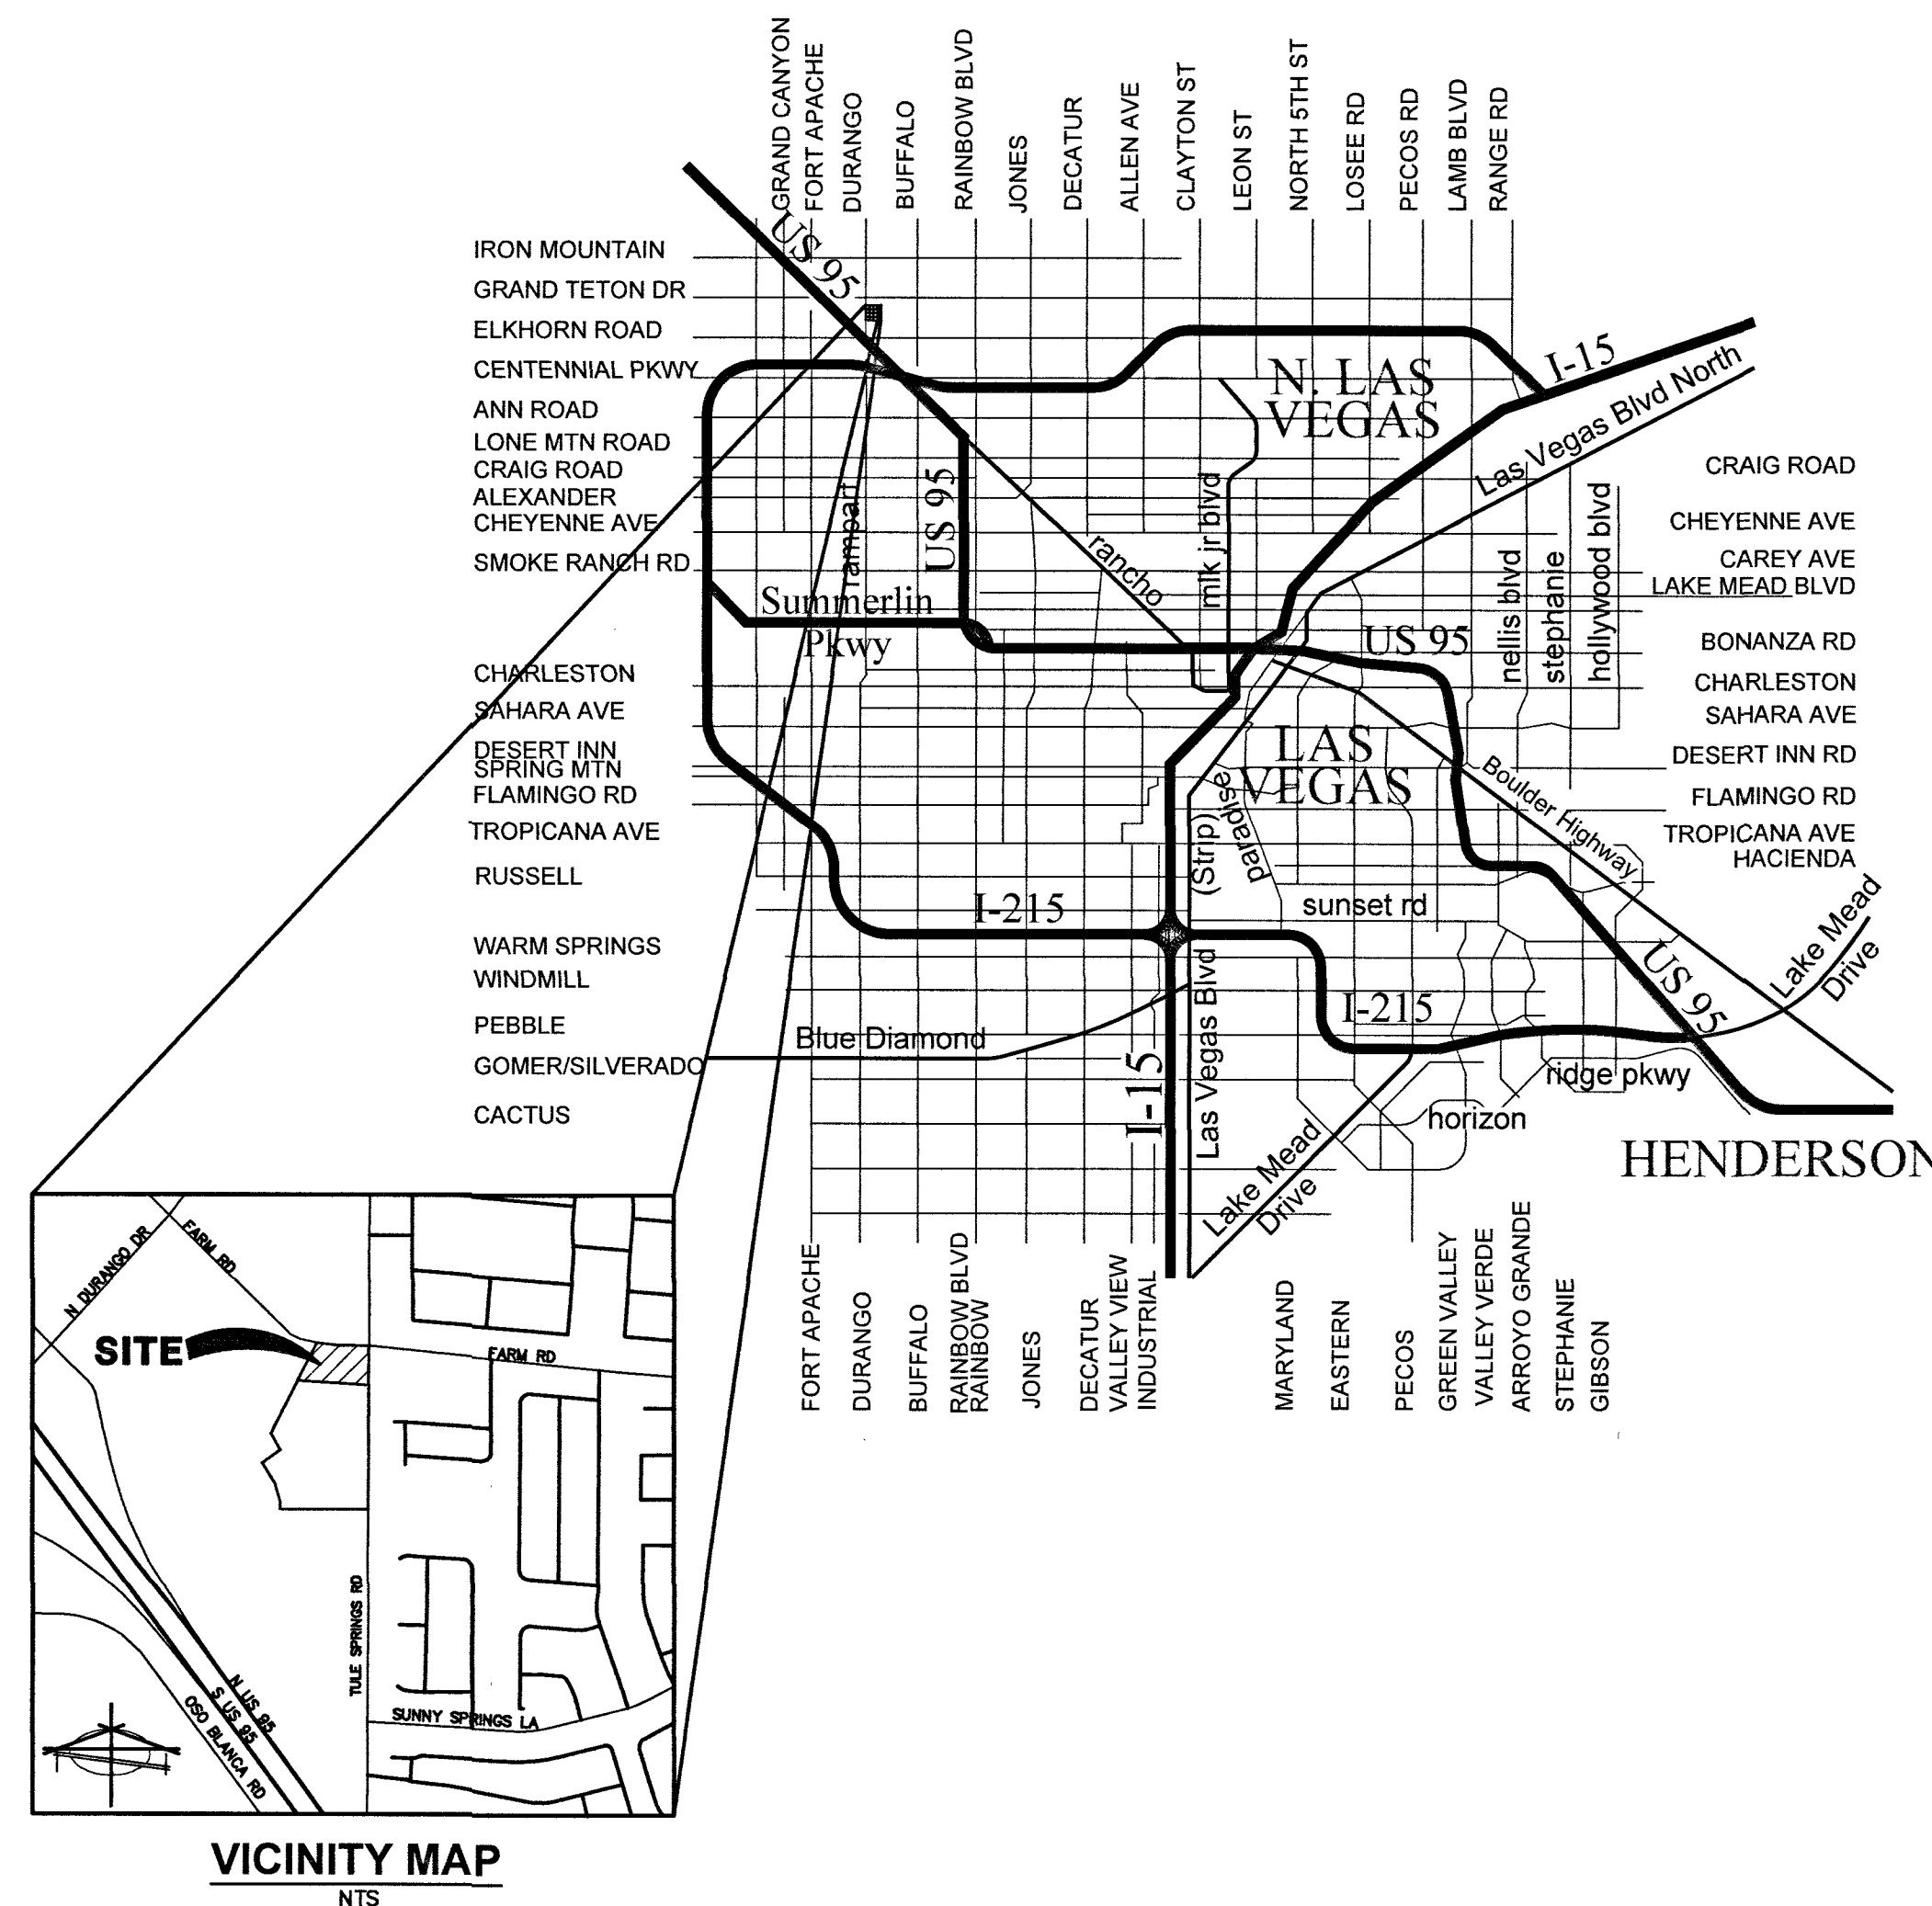 GRAND CANYON
FORT APACHE
DURANGO
BUFFALO
RAINBOW BLVD
JONES
DECATUR
ALLEN AVE
CLAYTON ST
LEON ST
NORTH 5TH ST
LOSEE RD
PECOS RD
LAMB BLVD
RANGE RD
IRON MOUNTAIN
GRAND TETON DR
ELKHORN ROAD
CENTENNIAL PKWY
ANN ROAD
LONE MTN ROAD
CRAIG ROAD
ALEXANDER
CHEYENNE AVE
SMOKE RANCH RD
CHARLESTON
SAHARA AVE
DESERT INN
SPRING MTN
FLAMINGO RD
TROPICANA AVE
RUSSELL
WARM SPRINGS
WINDMILL
PEBBLE
GOMER/SILVERADO
CACTUS
US 95
I-15
N. LAS
VEGAS
Las Vegas Blvd North
rampart
US 95
rancho
mlk jr blvd
nellis blvd
stephanie
hollywood blvd
Summerlin
Pkwy
US 95
LAS
VEGAS
Boulder Highway
paradise
(Strip)
I-215
sunset rd
US 95
Lake Mead
Drive
I-215
Blue Diamond
I-15
Las Vegas Blvd
ridge pkwy
horizon
Lake Mead
Drive
HENDERSON
CRAIG ROAD
CHEYENNE AVE
CAREY AVE
LAKE MEAD BLVD
BONANZA RD
CHARLESTON
SAHARA AVE
DESERT INN RD
FLAMINGO RD
TROPICANA AVE
HACIENDA
FORT APACHE
DURANGO
BUFFALO
RAINBOW BLVD
RAINBOW
JONES
DECATUR
VALLEY VIEW
INDUSTRIAL
MARYLAND
EASTERN
PECOS
GREEN VALLEY
VALLEY VERDE
ARROYO GRANDE
STEPHANIE
GIBSON
N DURANGO DR
FARM RD
SITE
FARM RD
TULE SPRINGS RD
N US 95
S US 95
OSO BLANCA RD
SUNNY SPRINGS LA
VICINITY MAP
NTS